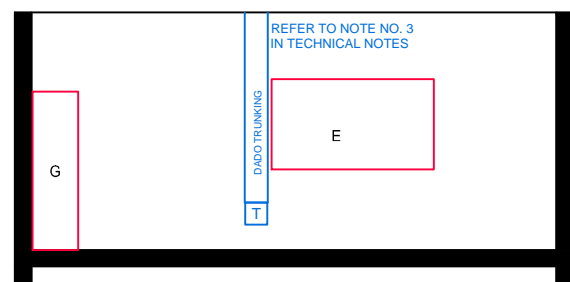 REFER TO NOTE NO. 3
IN TECHNICAL NOTES
DADO TRUNKING
E
G
T